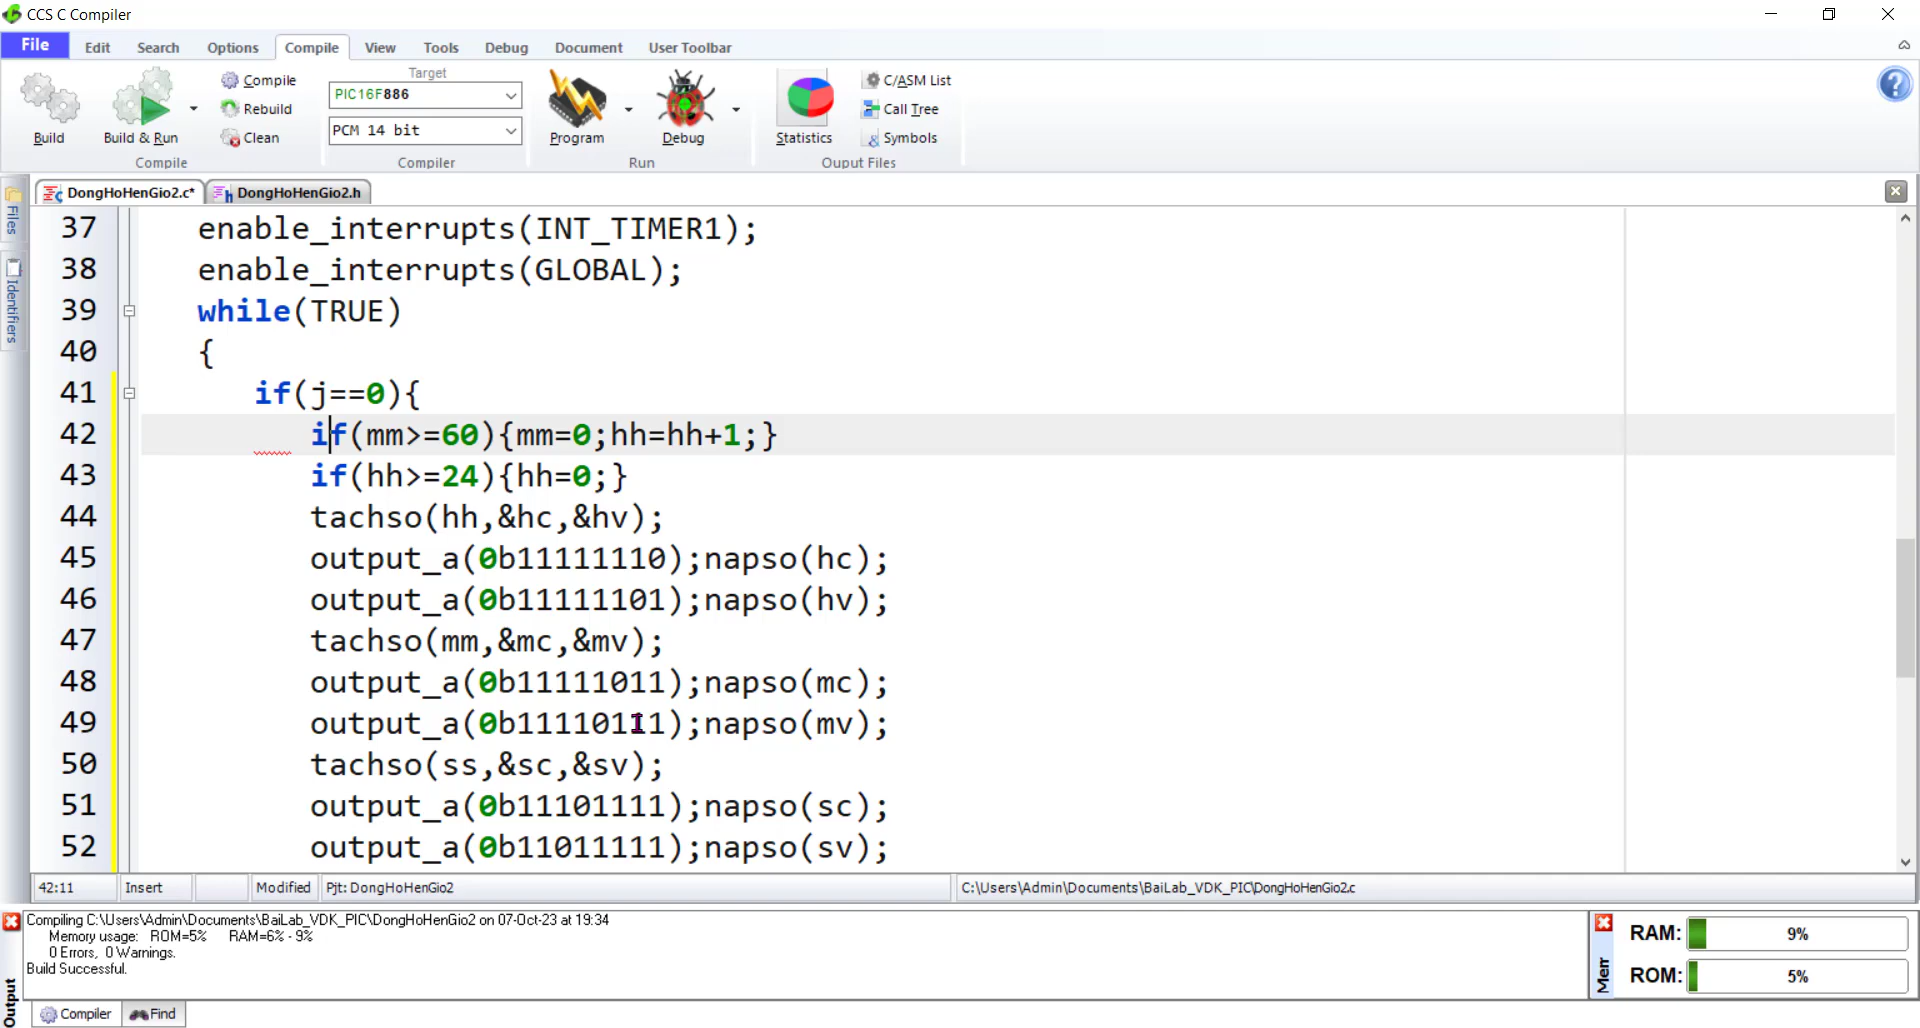 CCS C Compiler
File Edit Search Options Compile View Tools Debug Document User Toolbar
Build
Build & Run
Compile
Rebuild
Clean
Compile
Target
PIC16F886
PCM 14 bit
Compiler
Program
Debug
Run
Statistics
C/ASM List
Call Tree
Symbols
Ouput Files
DongHoHenGio2.c* DongHoHenGio2.h
Files
Identifiers
37 enable_interrupts(INT_TIMER1);
38 enable_interrupts(GLOBAL);
39 while(TRUE)
40 {
41 if(j==0){
42 if(mm>=60){mm=0;hh=hh+1;}
43 if(hh>=24){hh=0;}
44 tachso(hh,&hc,&hv);
45 output_a(0b11111110);napso(hc);
46 output_a(0b11111101);napso(hv);
47 tachso(mm,&mc,&mv);
48 output_a(0b11111011);napso(mc);
49 output_a(0b11110111);napso(mv);
50 tachso(ss,&sc,&sv);
51 output_a(0b11101111);napso(sc);
52 output_a(0b11011111);napso(sv);
42:11 Insert Modified Pjt: DongHoHenGio2 C:\Users\Admin\Documents\BaiLab_VDK_PIC\DongHoHenGio2.c
Compiling C:\Users\Admin\Documents\BaiLab_VDK_PIC\DongHoHenGio2 on 07-Oct-23 at 19:34
Memory usage: ROM=5% RAM=6% - 9%
0 Errors, 0 Warnings.
Build Successful.
Output
Compiler Find
Mem
RAM: 9%
ROM: 5%